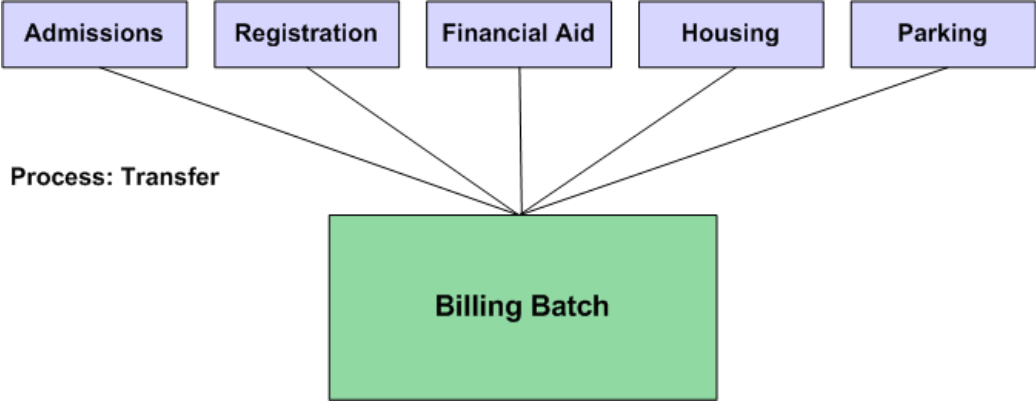 Admissions
Registration
Financial Aid
Housing
Parking
Process: Transfer
Billing Batch